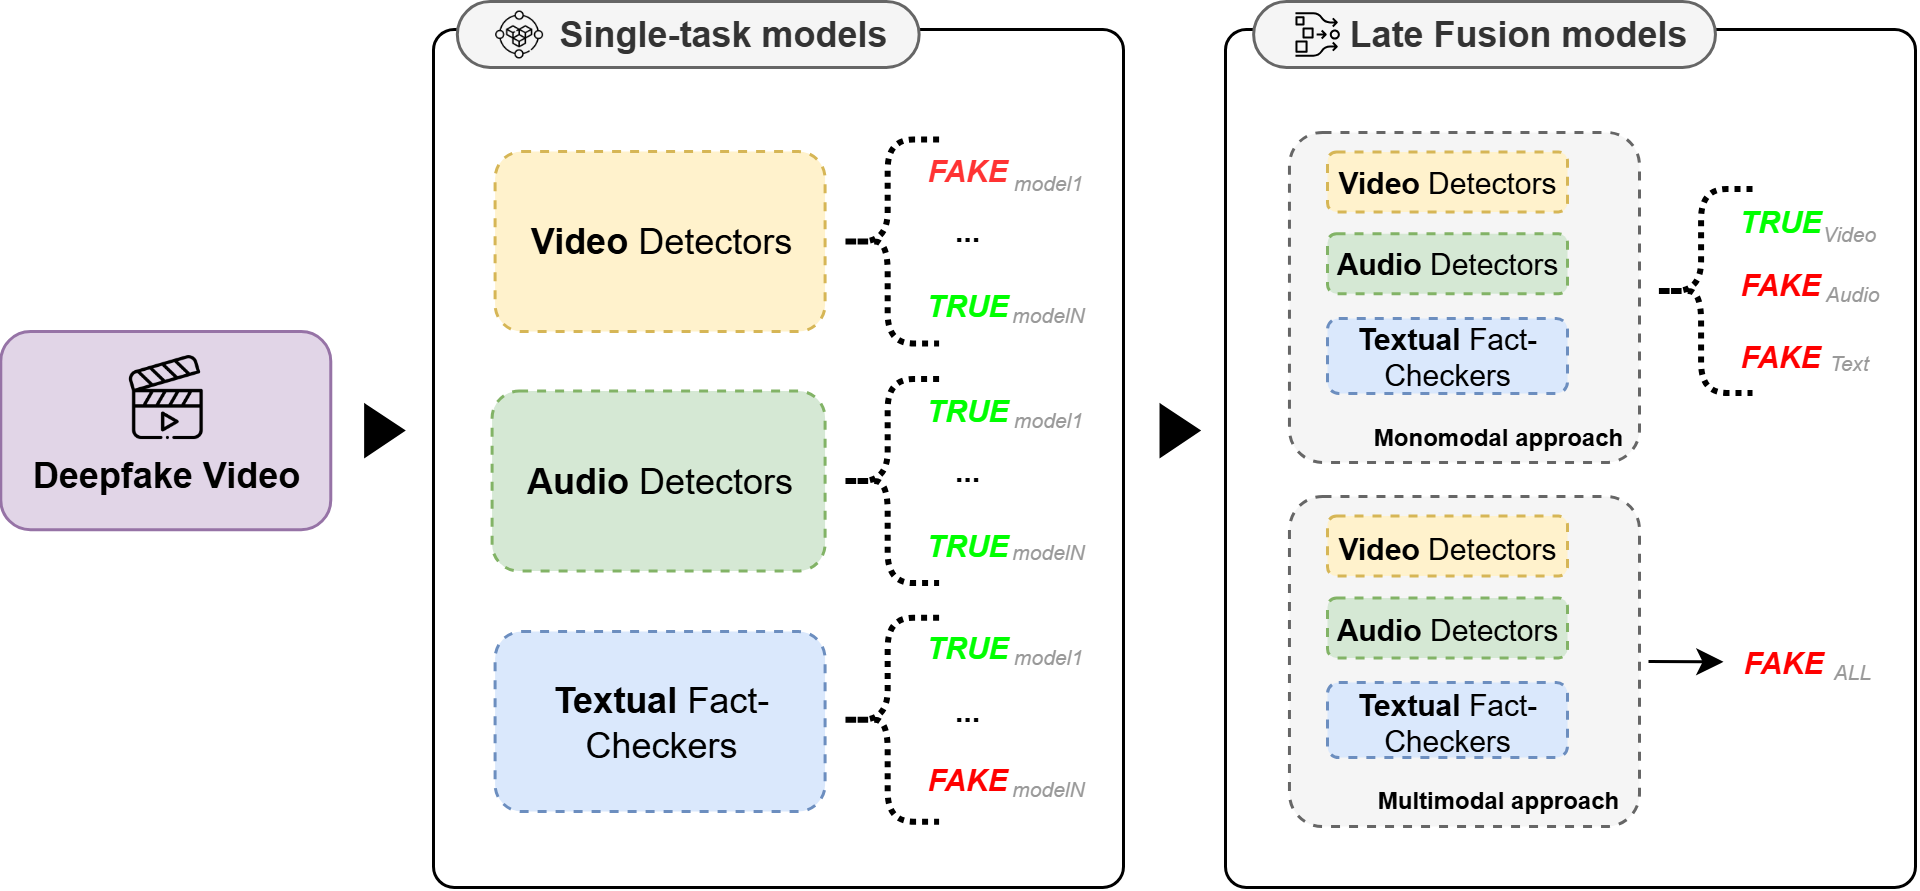 Deepfake Video
Single-task models
Video Detectors
FAKE model1
...
TRUE modelN
Audio Detectors
TRUE model1
...
TRUE modelN
Textual Fact-
Checkers
TRUE model1
...
FAKE modelN
Late Fusion models
Video Detectors
Audio Detectors
Textual Fact-
Checkers
Monomodal approach
TRUE Video
FAKE Audio
FAKE Text
Video Detectors
Audio Detectors
Textual Fact-
Checkers
Multimodal approach
FAKE ALL